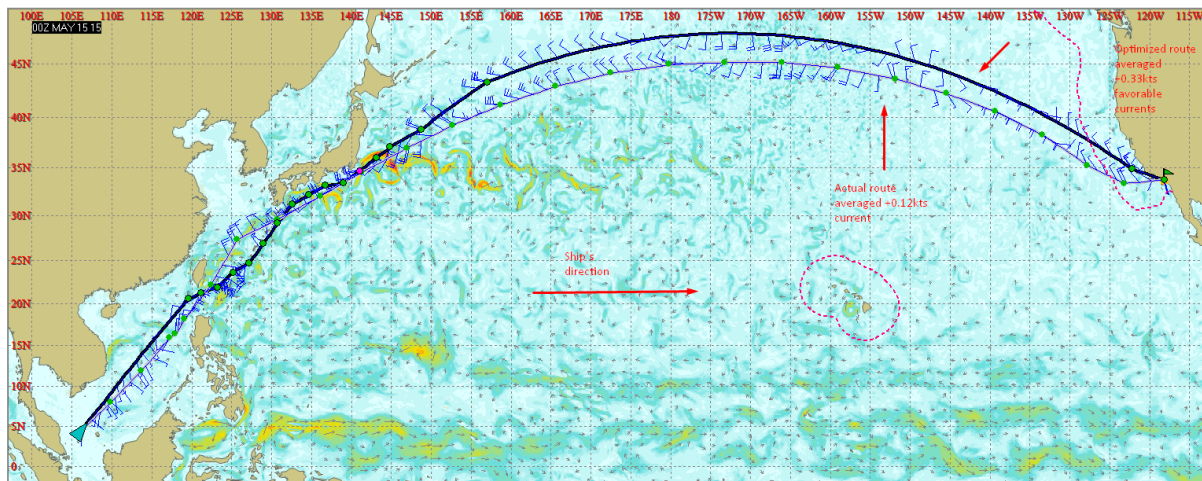 00Z MAY 15 15
100E 105E 110E 115E 120E 125E 130E 135E 140E 145E 150E 155E 160E 165E 170E 175E 180 175W 170W 165W 160W 155W 150W 145W 140W 135W 130W 125W 120W 115W
45N
40N
35N
30N
25N
20N
15N
10N
5N
0
Optimized route
averaged
+0.33kts
favorable
currents
Actual route
averaged +0.12kts
current
Ship's
direction